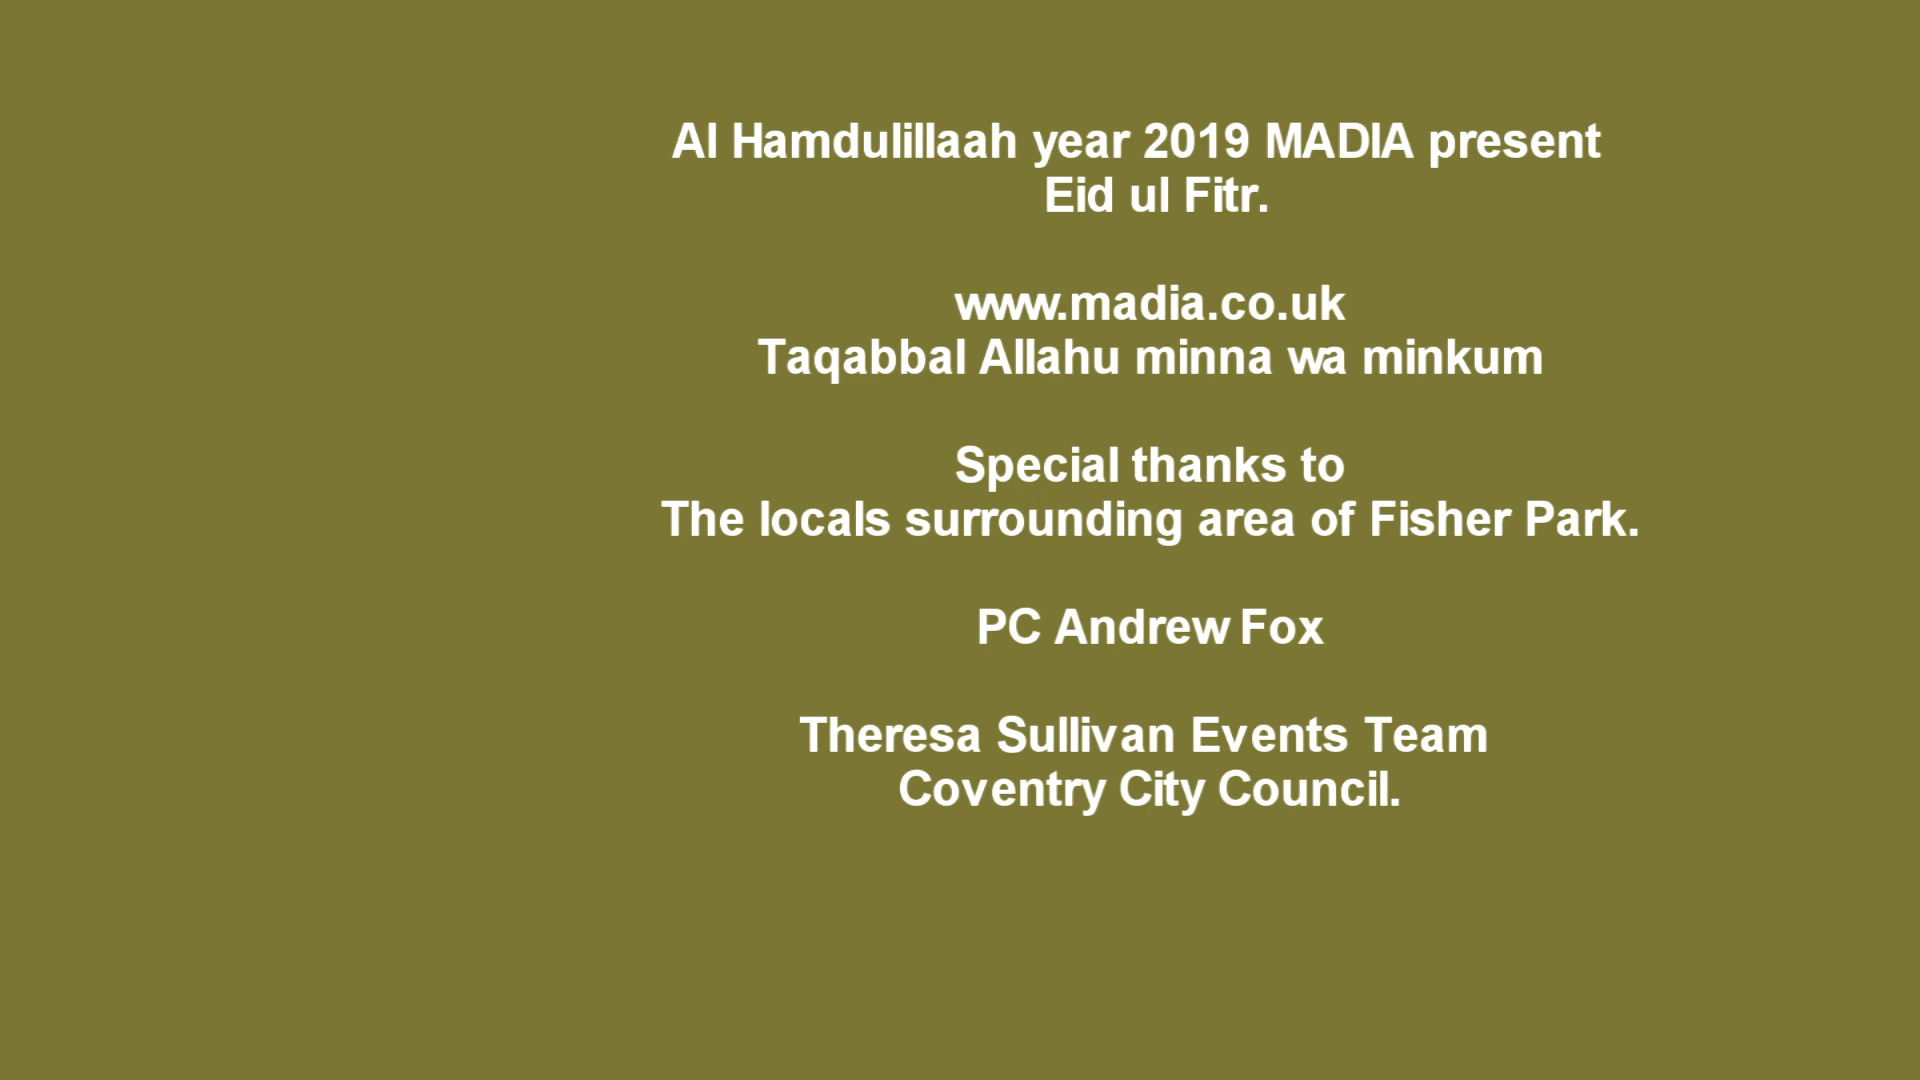 Al Hamdulillaah year 2019 MADIA present
Eid ul Fitr.
www.madia.co.uk
Taqabbal Allahu minna wa minkum
Special thanks to
The locals surrounding area of Fisher Park.
PC Andrew Fox
Theresa Sullivan Events Team
Coventry City Council.